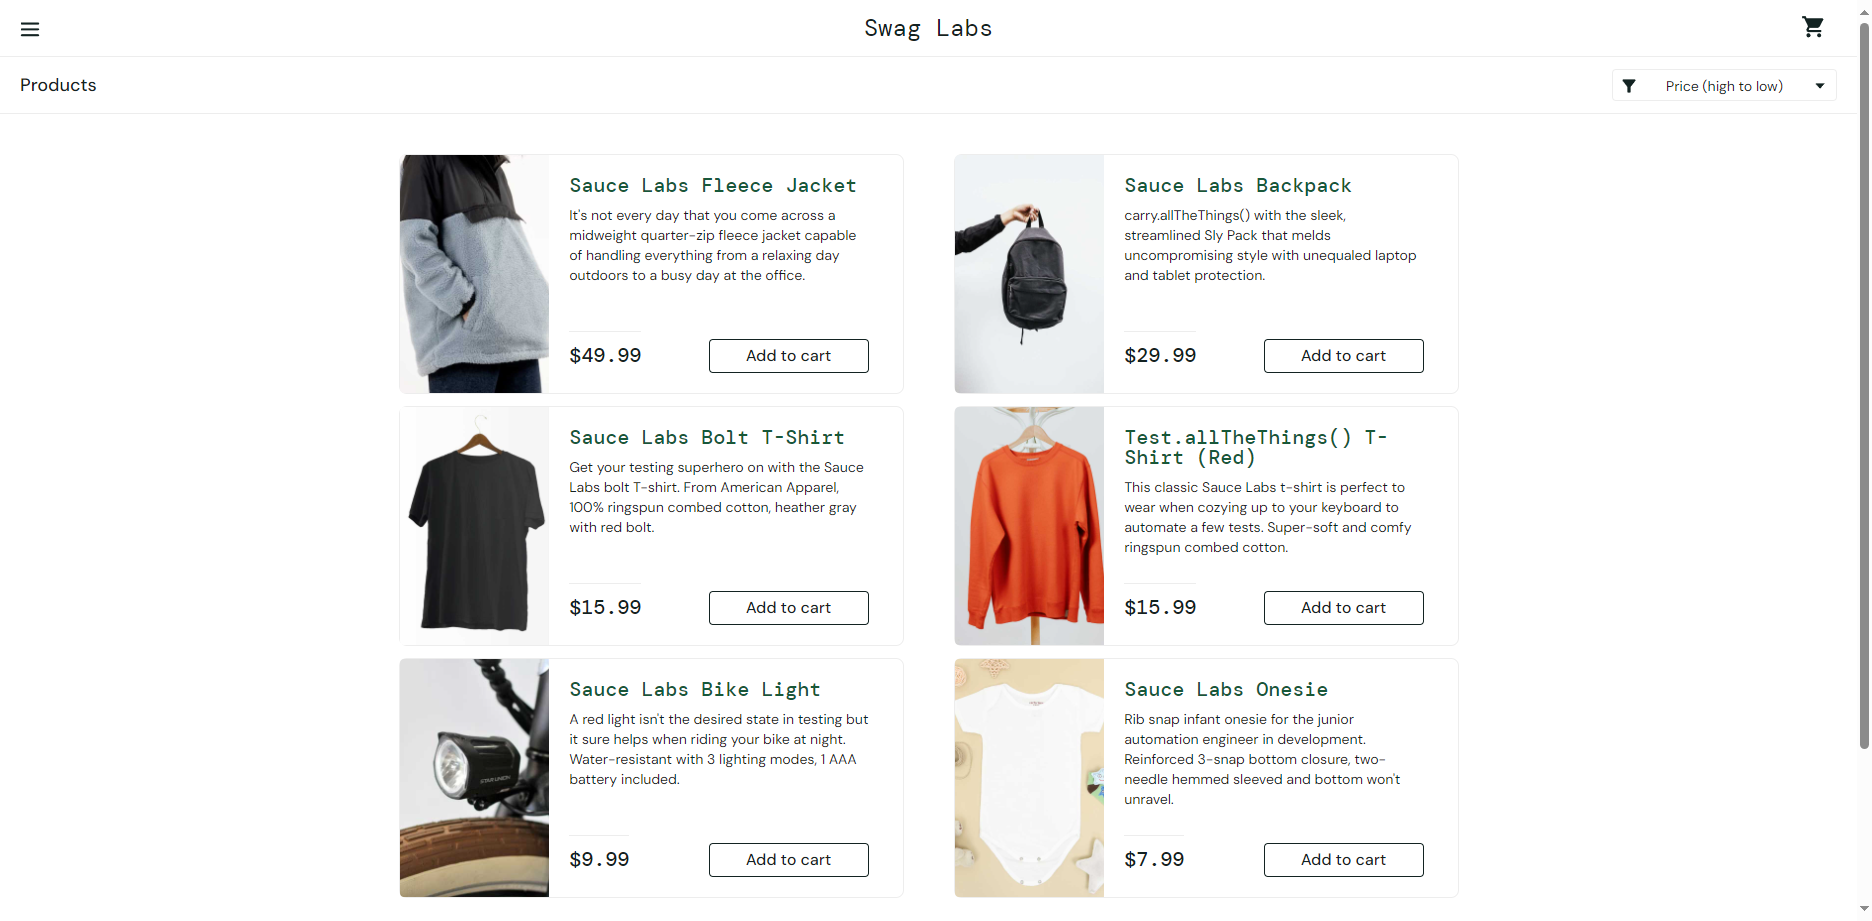 Swag Labs
Products
Price (high to low)
Sauce Labs Fleece Jacket
It's not every day that you come across a
midweight quarter-zip fleece jacket capable
of handling everything from a relaxing day
outdoors to a busy day at the office.
$49.99
Add to cart
Sauce Labs Backpack
carry.allTheThings() with the sleek,
streamlined Sly Pack that melds
uncompromising style with unequaled laptop
and tablet protection.
$29.99
Add to cart
Sauce Labs Bolt T-Shirt
Get your testing superhero on with the Sauce
Labs bolt T-shirt. From American Apparel,
100% ringspun combed cotton, heather gray
with red bolt.
$15.99
Add to cart
Test.allTheThings() T-
Shirt (Red)
This classic Sauce Labs t-shirt is perfect to
wear when cozying up to your keyboard to
automate a few tests. Super-soft and comfy
ringspun combed cotton.
$15.99
Add to cart
Sauce Labs Bike Light
A red light isn't the desired state in testing but
it sure helps when riding your bike at night.
Water-resistant with 3 lighting modes, 1 AAA
battery included.
$9.99
Add to cart
Sauce Labs Onesie
Rib snap infant onesie for the junior
automation engineer in development.
Reinforced 3-snap bottom closure, two-
needle hemmed sleeved and bottom won't
unravel.
$7.99
Add to cart